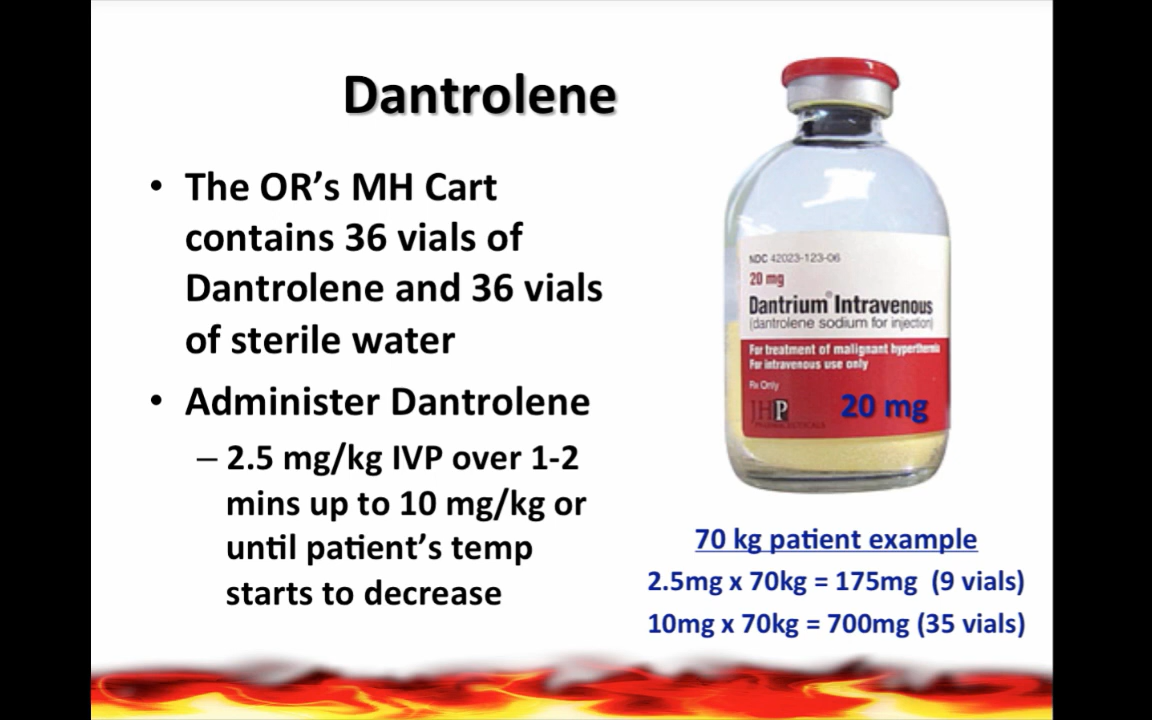 Dantrolene
• The OR’s MH Cart
contains 36 vials of
Dantrolene and 36 vials
of sterile water
• Administer Dantrolene
– 2.5 mg/kg IVP over 1-2
mins up to 10 mg/kg or
until patient’s temp
starts to decrease
NDC 42023-123-06
20 mg
Dantrium® Intravenous
(dantrolene sodium for injection)
For treatment of malignant hyperthermia
For intravenous use only
Rx Only
JHP
PHARMACEUTICALS
20 mg
70 kg patient example
2.5mg x 70kg = 175mg (9 vials)
10mg x 70kg = 700mg (35 vials)